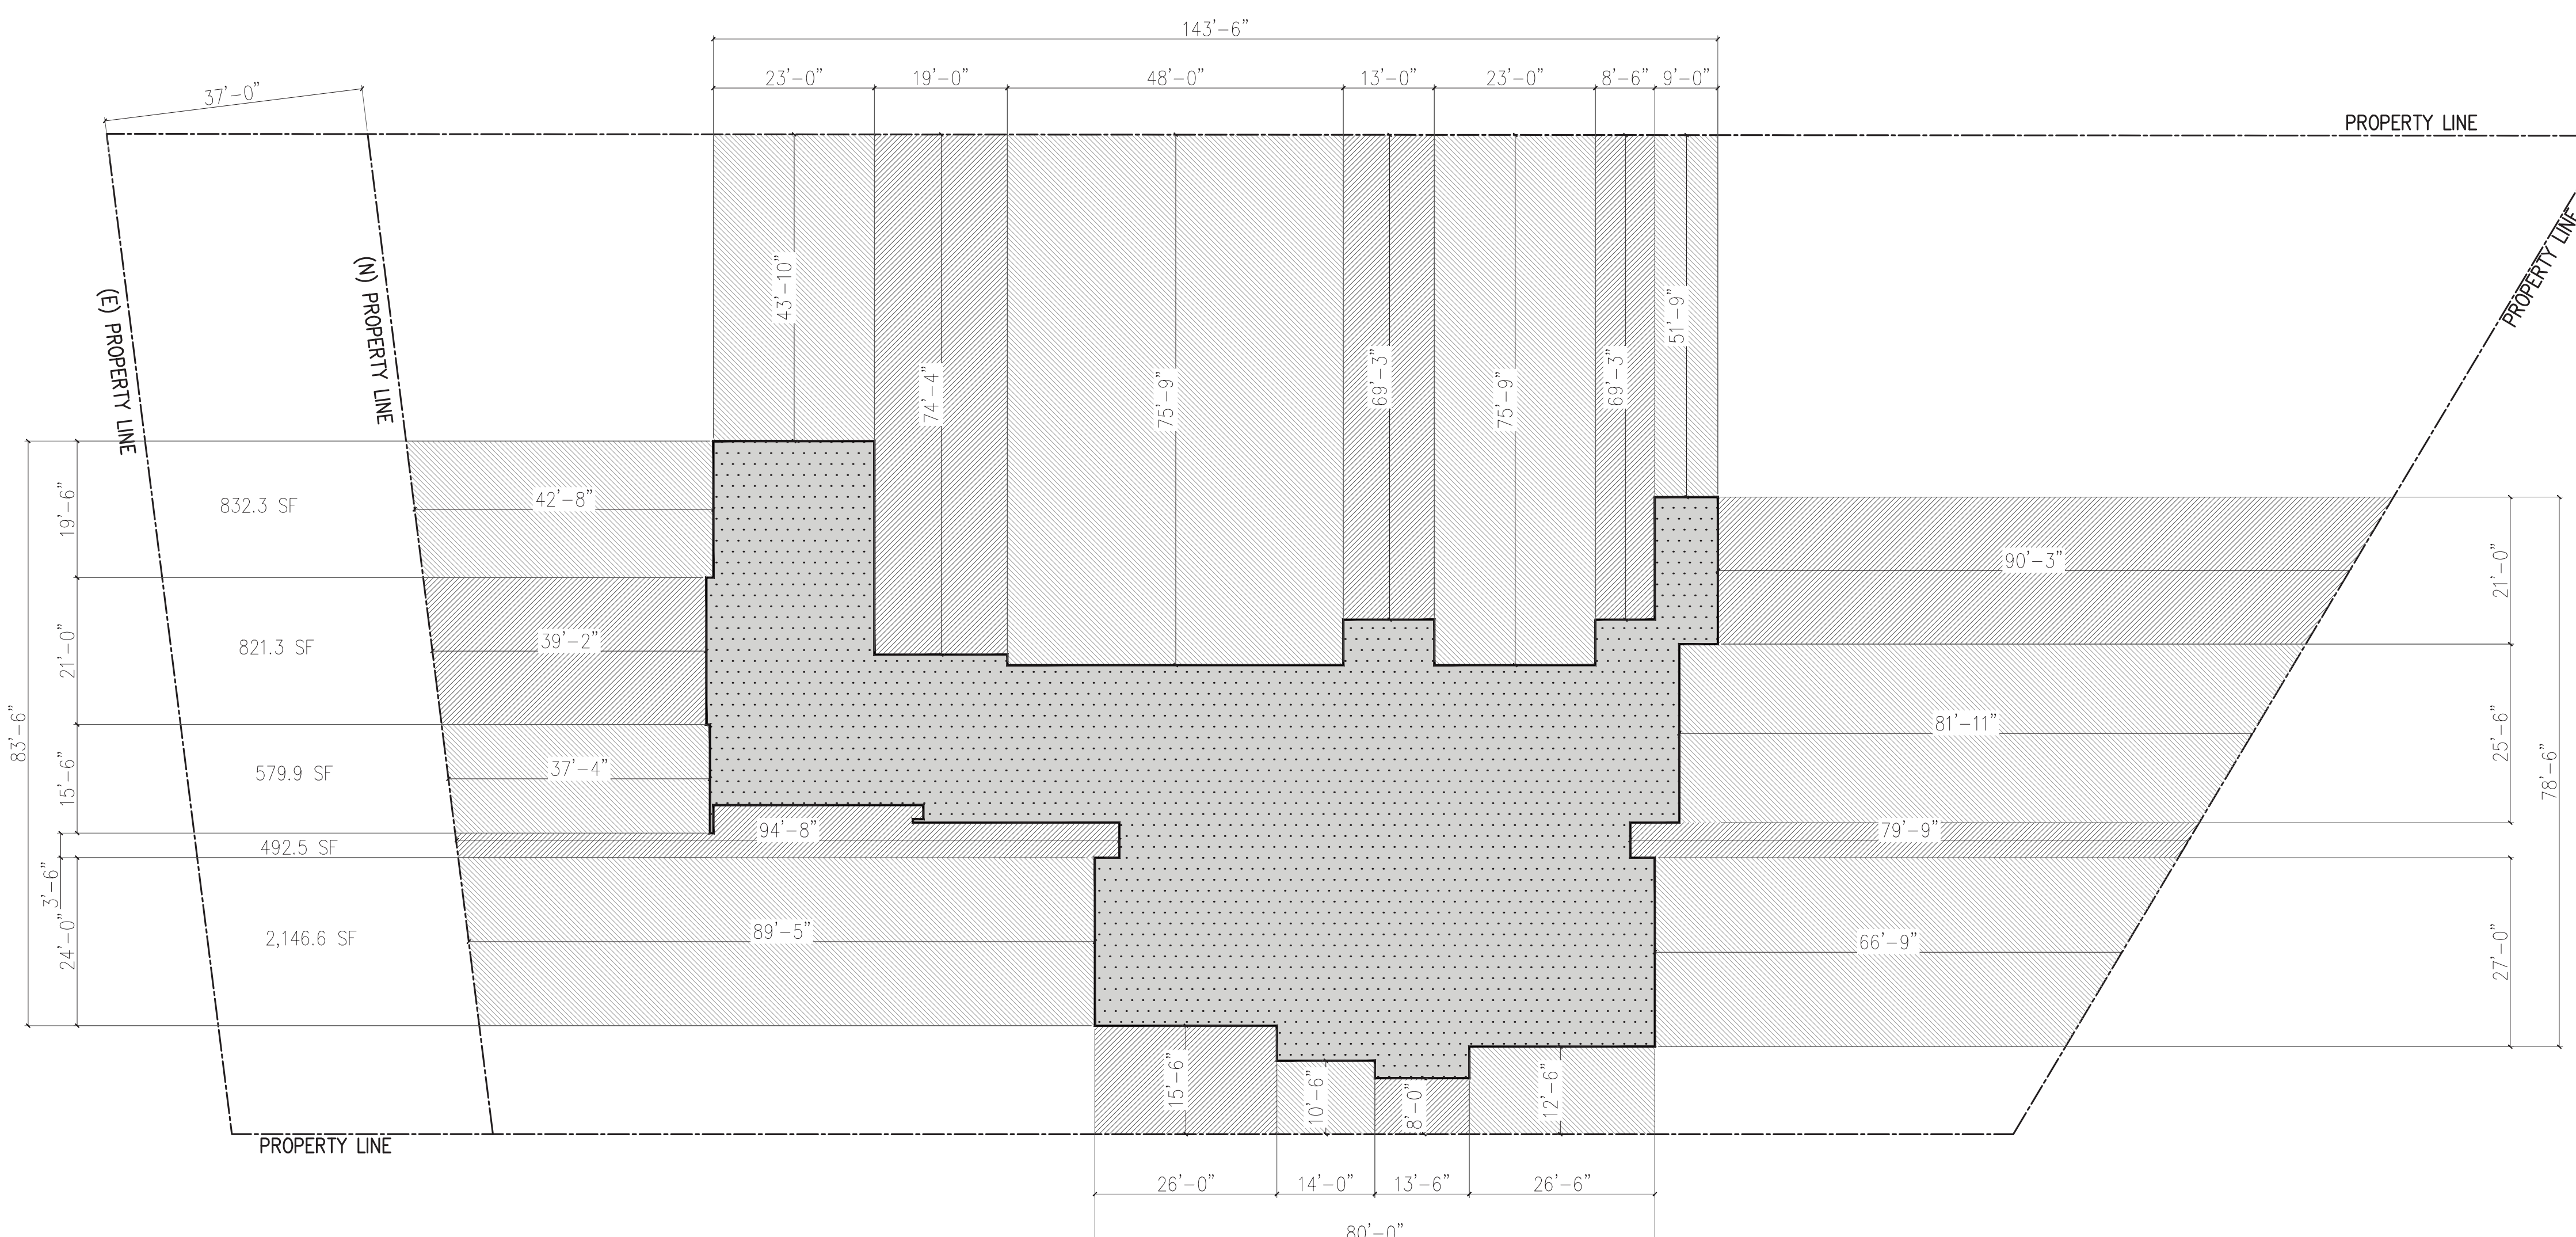 143'-6"
23'-0" 19'-0" 48'-0" 13'-0" 23'-0" 8'-6" 9'-0"
37'-0"
PROPERTY LINE
PROPERTY LINE
(E) PROPERTY LINE
(N) PROPERTY LINE
43'-10"
74'-4"
75'-9"
69'-3"
75'-9"
69'-3"
51'-9"
19'-6"
832.3 SF
42'-8"
90'-3"
21'-0"
21'-0"
821.3 SF
39'-2"
81'-11"
25'-6"
83'-6"
78'-6"
15'-6"
579.9 SF
37'-4"
94'-8"
79'-9"
492.5 SF
3'-6"
24'-0"
2,146.6 SF
89'-5"
66'-9"
27'-0"
15'-6"
10'-6"
8'-0"
12'-6"
PROPERTY LINE
26'-0" 14'-0" 13'-6" 26'-6"
80'-0"